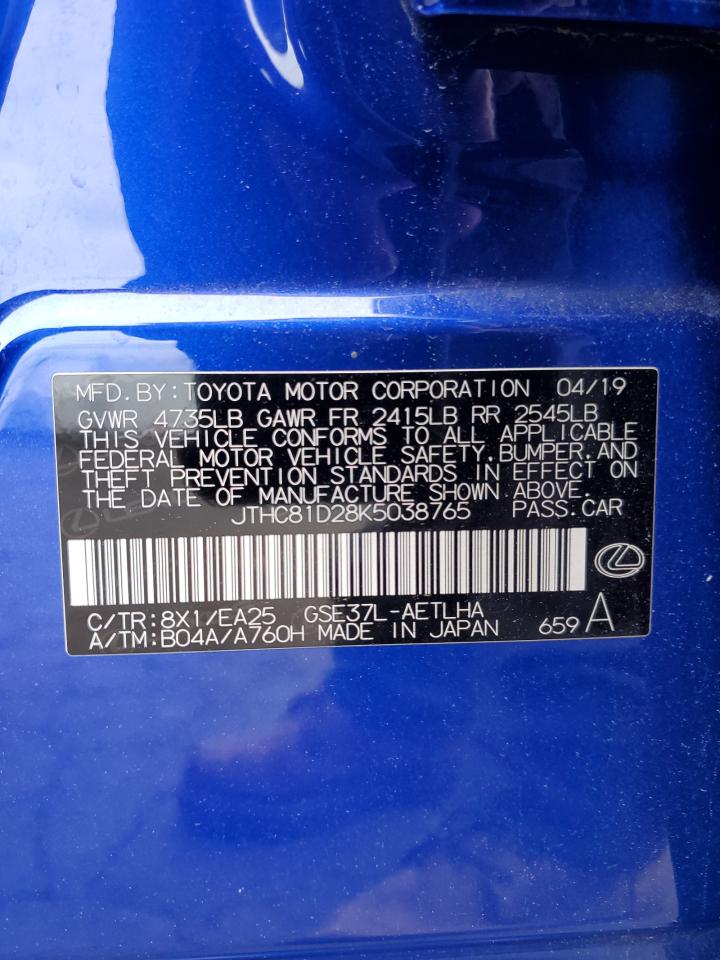 MFD.BY:TOYOTA MOTOR CORPORATION 04/19
GVWR 4735LB GAWR FR 2415LB RR 2545LB
THIS VEHICLE CONFORMS TO ALL APPLICABLE
FEDERAL MOTOR VEHICLE SAFETY,BUMPER,AND
THEFT PREVENTION STANDARDS IN EFFECT ON
THE DATE OF MANUFACTURE SHOWN ABOVE.
JTHC81D28K5038765 PASS.CAR
C/TR:8X1/EA25 GSE37L-AETLHA
A/TM:B04A/A760H MADE IN JAPAN 659 A